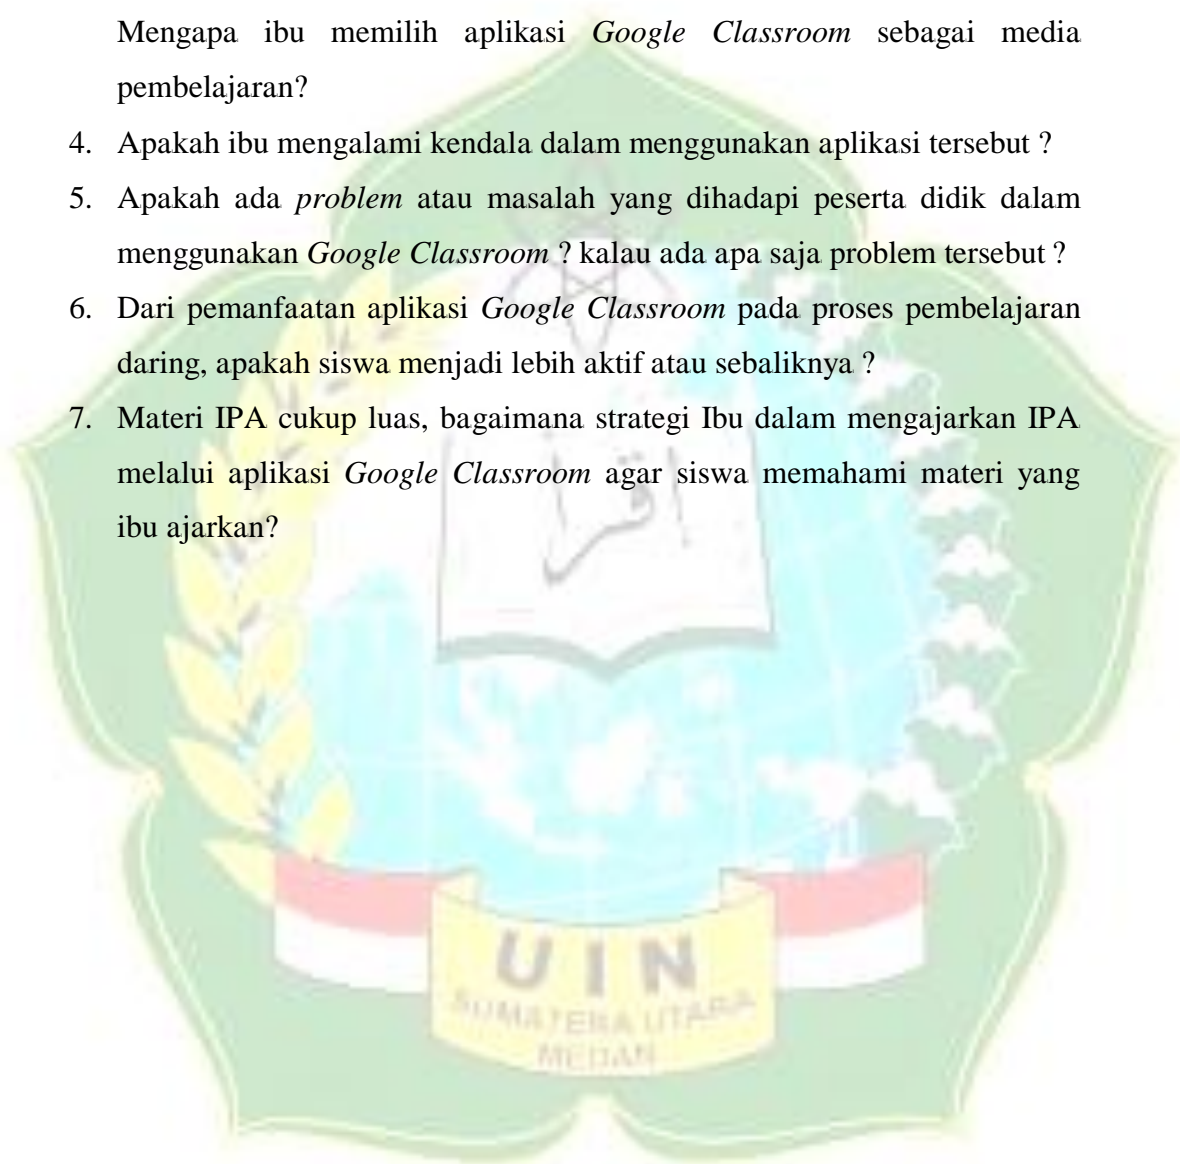 Mengapa ibu memilih aplikasi Google Classroom sebagai media
pembelajaran?
4. Apakah ibu mengalami kendala dalam menggunakan aplikasi tersebut ?
5. Apakah ada problem atau masalah yang dihadapi peserta didik dalam
menggunakan Google Classroom ? kalau ada apa saja problem tersebut ?
6. Dari pemanfaatan aplikasi Google Classroom pada proses pembelajaran
daring, apakah siswa menjadi lebih aktif atau sebaliknya ?
7. Materi IPA cukup luas, bagaimana strategi Ibu dalam mengajarkan IPA
melalui aplikasi Google Classroom agar siswa memahami materi yang
ibu ajarkan?
اقرأ
UIN
SUMATERA UTARA
MEDAN